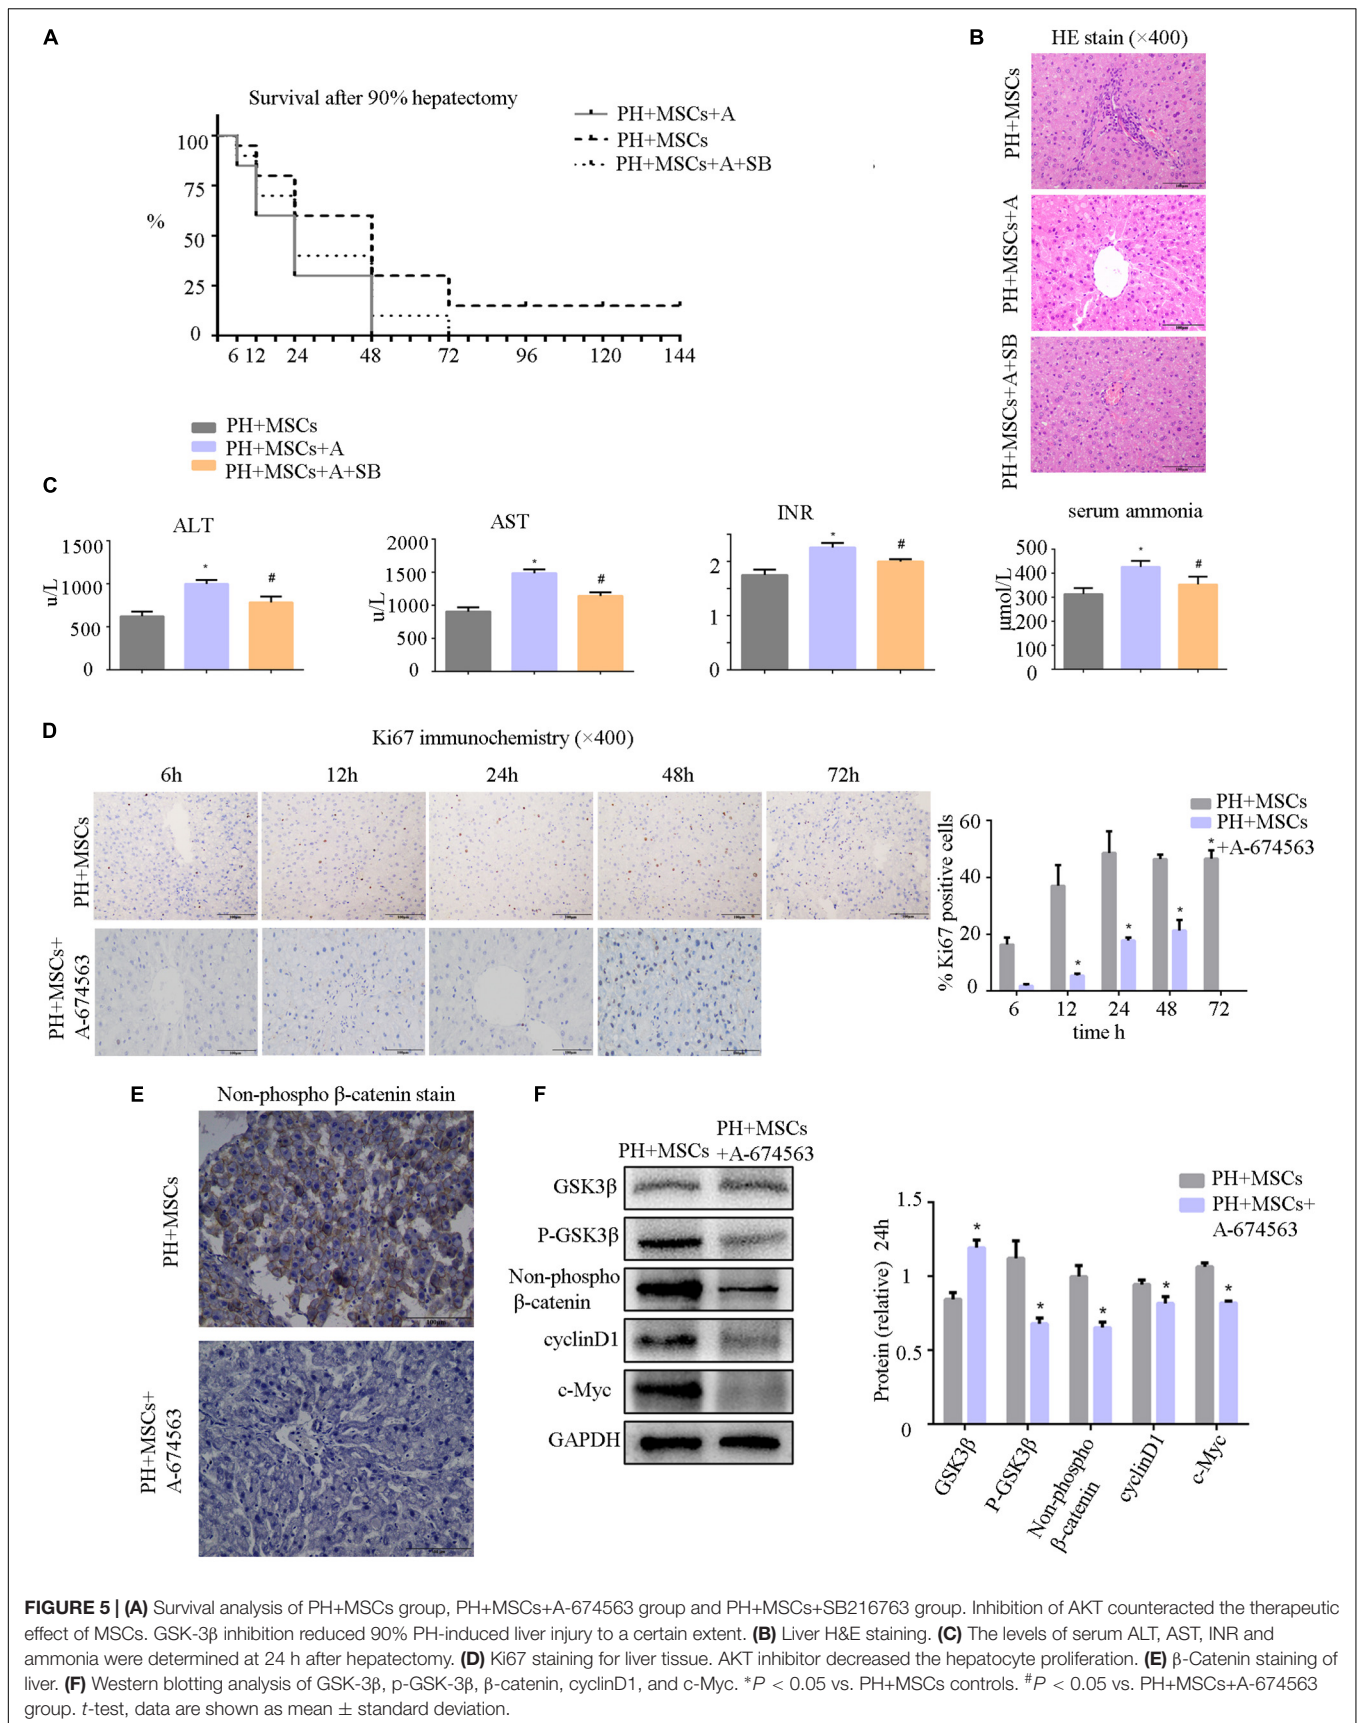 A
Survival after 90% hepatectomy
PH+MSCs+A
PH+MSCs
PH+MSCs+A+SB
%
100
75
50
25
0
6 12 24 48 72 96 120 144
B
HE stain (×400)
PH+MSCs
PH+MSCs+A
PH+MSCs+A+SB
PH+MSCs
PH+MSCs+A
PH+MSCs+A+SB
C
ALT
u/L
1500
1000
500
0
*
#
AST
u/L
2000
1500
1000
500
0
*
#
INR
2
1
0
*
#
serum ammonia
µmol/L
500
400
300
200
100
0
*
#
D
Ki67 immunochemistry (×400)
6h 12h 24h 48h 72h
PH+MSCs
PH+MSCs+
A-674563
PH+MSCs
PH+MSCs
+A-674563
% Ki67 positive cells
60
40
20
0
* * * *
6 12 24 48 72
time h
E
Non-phospho β-catenin stain
PH+MSCs
PH+MSCs+
A-674563
F
PH+MSCs
PH+MSCs
+A-674563
GSK3β
P-GSK3β
Non-phospho
β-catenin
cyclinD1
c-Myc
GAPDH
PH+MSCs
PH+MSCs+
A-674563
Protein (relative) 24h
1.5
1
0.5
0
* * * * *
GSK3β
P-GSK3β
Non-phospho
β-catenin
cyclinD1
c-Myc
FIGURE 5 | (A) Survival analysis of PH+MSCs group, PH+MSCs+A-674563 group and PH+MSCs+SB216763 group. Inhibition of AKT counteracted the therapeutic
effect of MSCs. GSK-3β inhibition reduced 90% PH-induced liver injury to a certain extent. (B) Liver H&E staining. (C) The levels of serum ALT, AST, INR and
ammonia were determined at 24 h after hepatectomy. (D) Ki67 staining for liver tissue. AKT inhibitor decreased the hepatocyte proliferation. (E) β-Catenin staining of
liver. (F) Western blotting analysis of GSK-3β, p-GSK-3β, β-catenin, cyclinD1, and c-Myc. *P < 0.05 vs. PH+MSCs controls. #P < 0.05 vs. PH+MSCs+A-674563
group. t-test, data are shown as mean ± standard deviation.